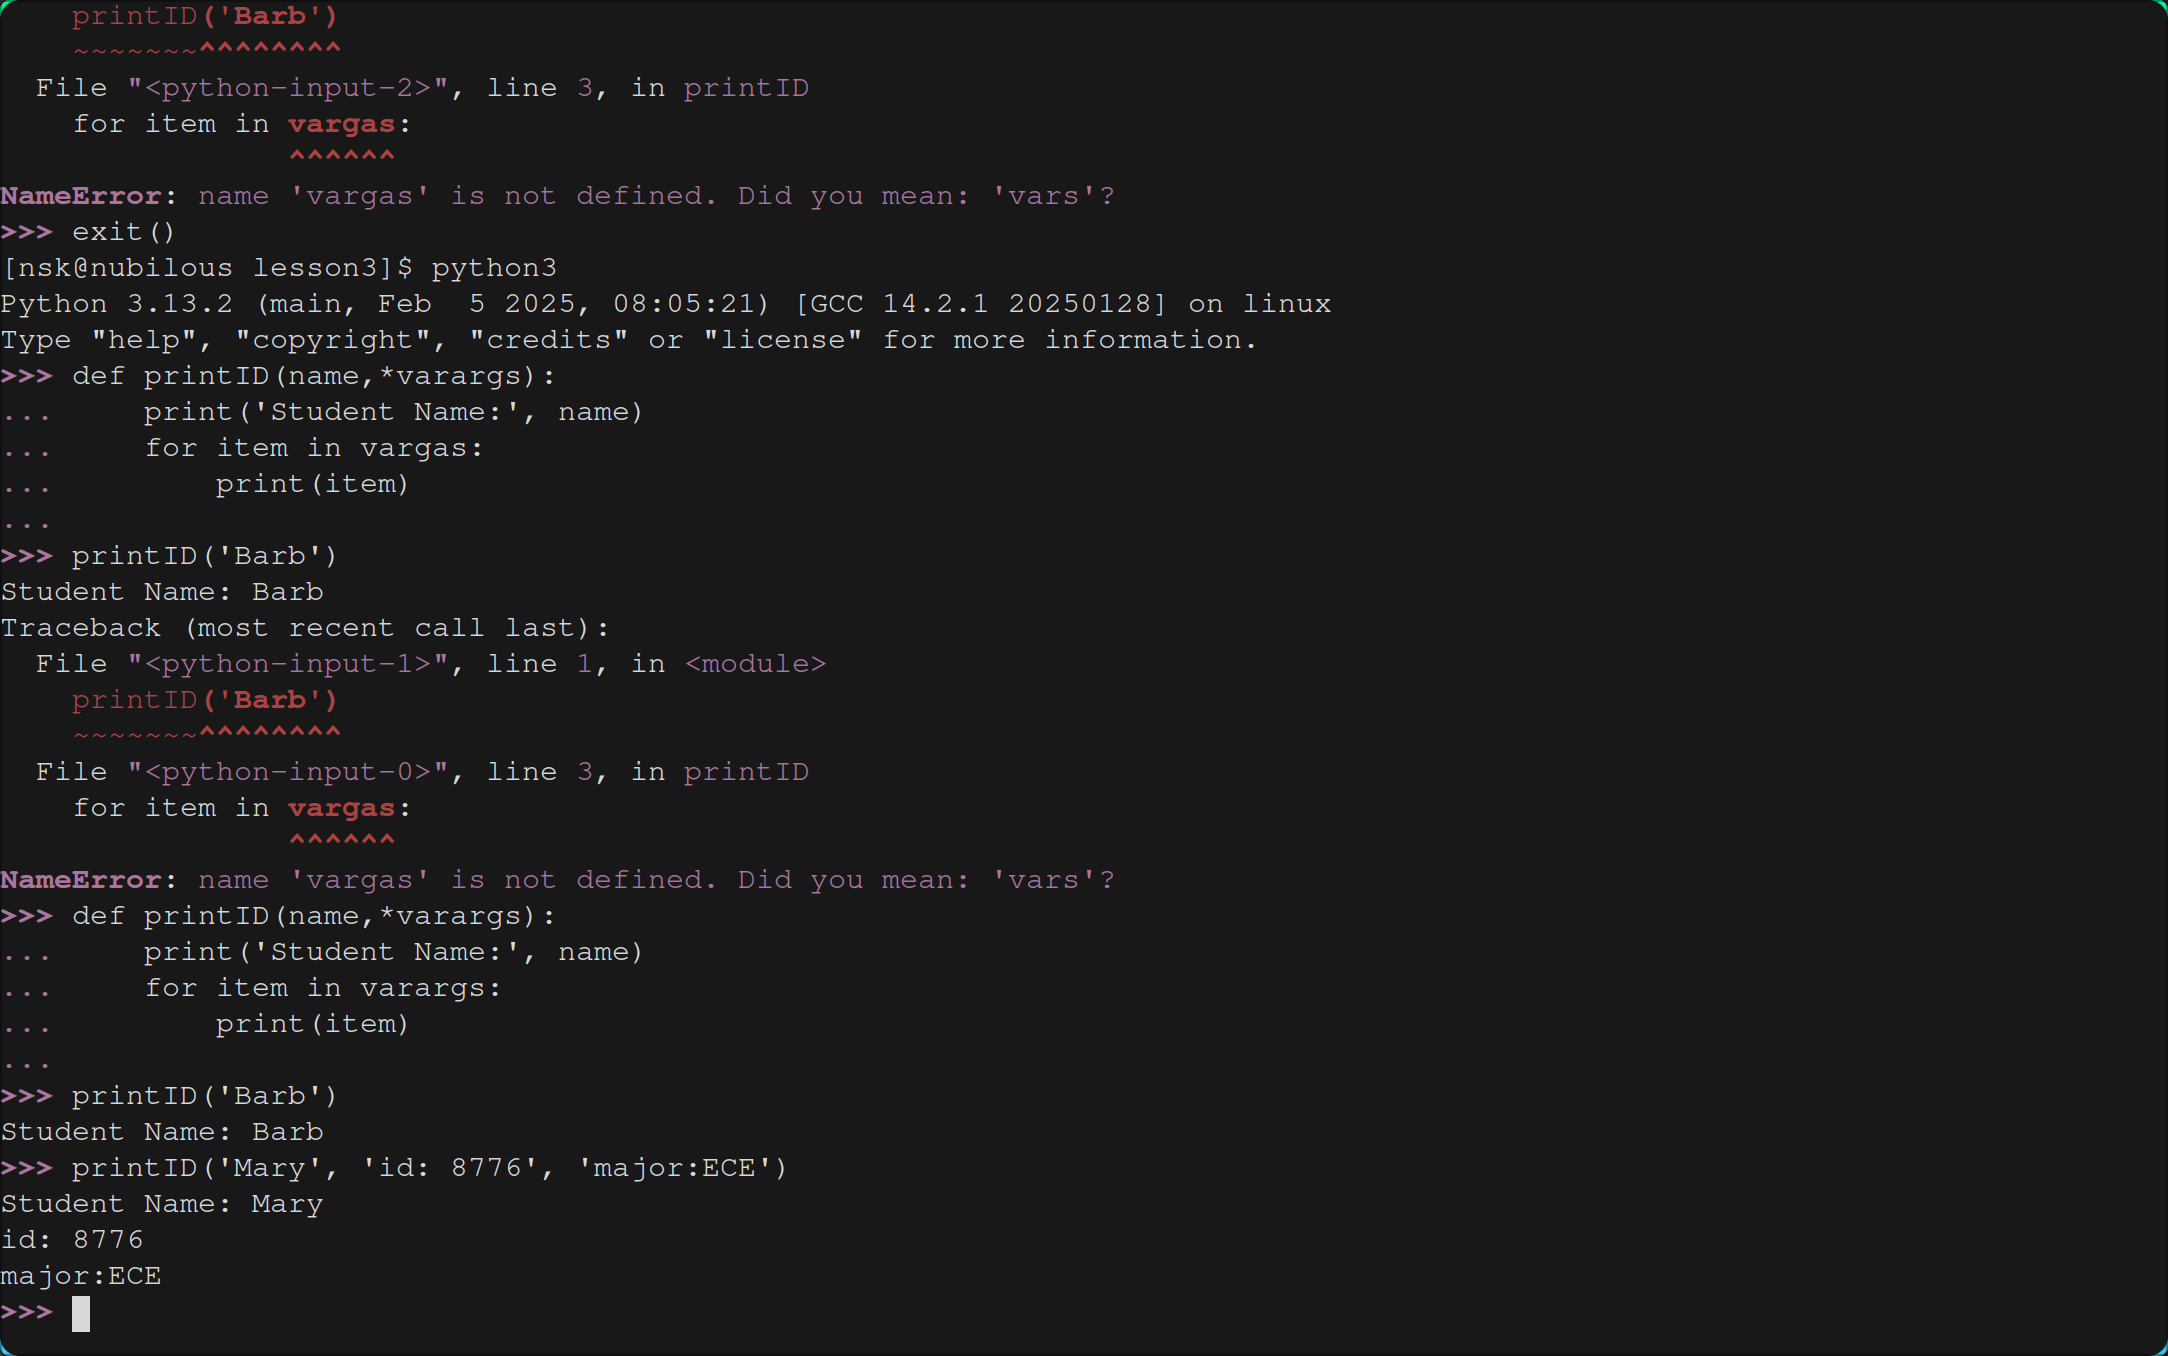 printID('Barb')
    ~~~~~~~^^^^^^^^
  File "<python-input-2>", line 3, in printID
    for item in vargas:
                ^^^^^^
NameError: name 'vargas' is not defined. Did you mean: 'vars'?
>>> exit()
[nsk@nubilous lesson3]$ python3
Python 3.13.2 (main, Feb  5 2025, 08:05:21) [GCC 14.2.1 20250128] on linux
Type "help", "copyright", "credits" or "license" for more information.
>>> def printID(name,*varargs):
...     print('Student Name:', name)
...     for item in vargas:
...         print(item)
...
>>> printID('Barb')
Student Name: Barb
Traceback (most recent call last):
  File "<python-input-1>", line 1, in <module>
    printID('Barb')
    ~~~~~~~^^^^^^^^
  File "<python-input-0>", line 3, in printID
    for item in vargas:
                ^^^^^^
NameError: name 'vargas' is not defined. Did you mean: 'vars'?
>>> def printID(name,*varargs):
...     print('Student Name:', name)
...     for item in varargs:
...         print(item)
...
>>> printID('Barb')
Student Name: Barb
>>> printID('Mary', 'id: 8776', 'major:ECE')
Student Name: Mary
id: 8776
major:ECE
>>>